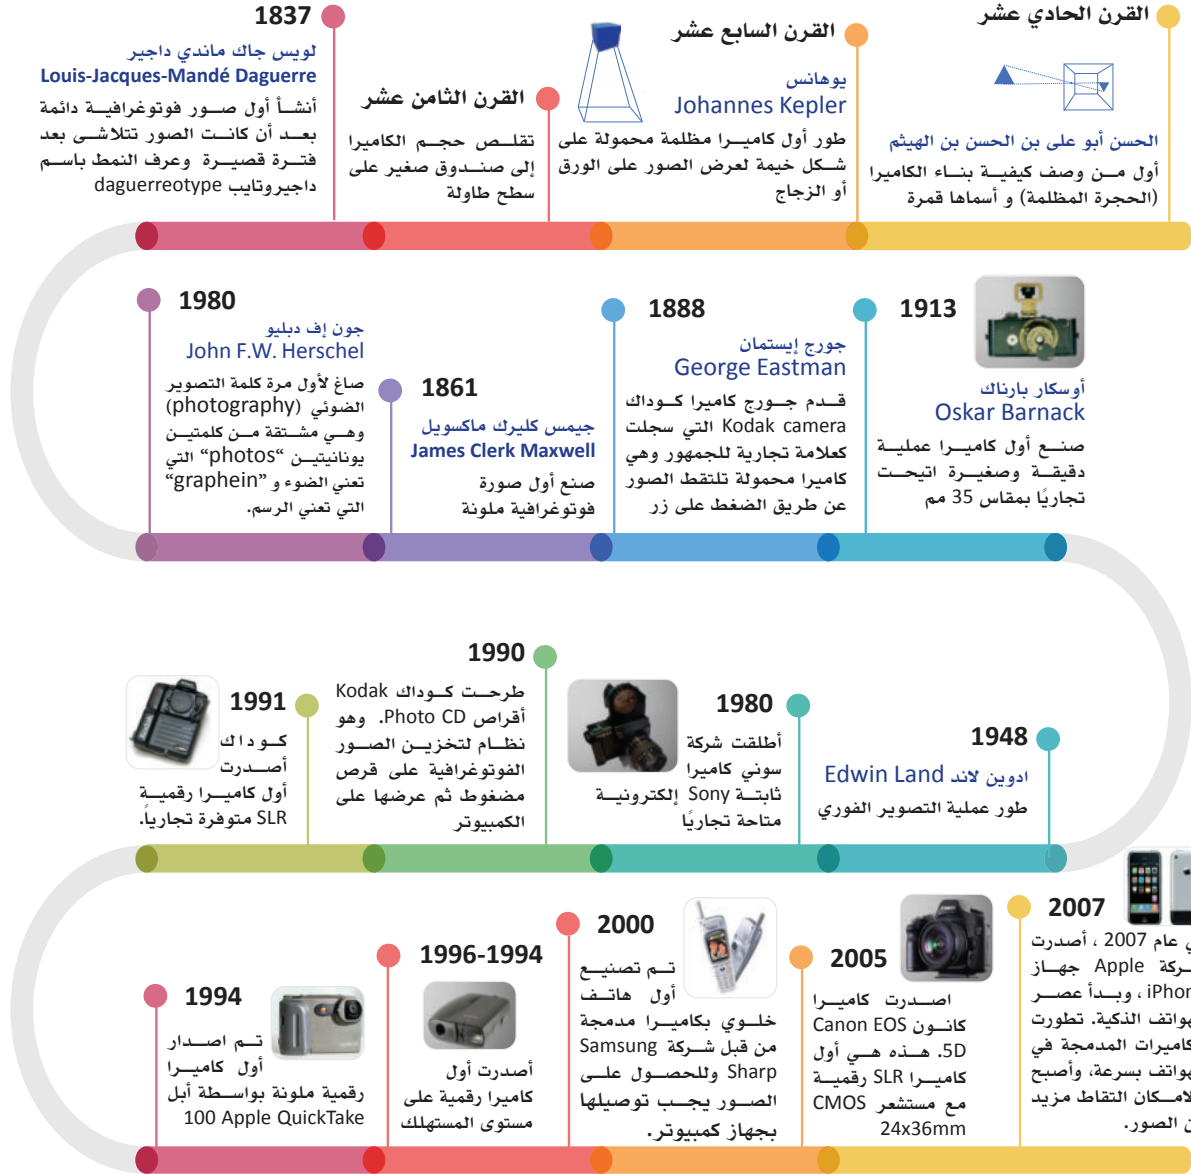 القرن الحادي عشر
الحسن أبو على بن الحسن بن الهيثم
أول مــن وصف كيفيــة بنــاء الكاميرا
(الحجرة المظلمة) و أسماها قمرة
القرن السابع عشر
يوهانس
Johannes Kepler
طور أول كاميــرا مظلمة محمولة على
شــكل خيمة لعرض الصور على الورق
أو الزجاج
القرن الثامن عشر
تقلــص حجــم الكاميرا
إلى صنــدوق صغير على
سطح طاولة
1837
لويس جاك ماندي داجير
Louis-Jacques-Mandé Daguerre
أنشــأ أول صــور فوتوغرافيــة دائمة
بعــد أن كانــت الصور تتلاشــى بعد
فتــرة قصيــرة وعرف النمط باســم
داجيروتايب daguerreotype
1980
جون إف دبليو
John F.W. Herschel
صاغ لأول مرة كلمة التصوير
الضوئي (photography)
وهــي مشــتقة مــن كلمتيــن
يونانيتيــن “photos" التي
تعني الضوء و “graphein"
التي تعني الرسم.
1861
جيمس كليرك ماكسويل
James Clerk Maxwell
صنع أول صورة
فوتوغرافية ملونة
1888
جورج إيستمان
George Eastman
قــدم جــورج كاميرا كــوداك
Kodak camera التي سجلت
كعلامة تجارية للجمهور وهي
كاميرا محمولة تلتقط الصور
عن طريق الضغط على زر
1913
أوسكار بارناك
Oskar Barnack
صنــع أول كاميــرا عمليــة
دقيقــة وصغيــرة اتيحــت
تجاريًا بمقاس 35 مم
1948
ادوين لاند Edwin Land
طور عملية التصوير الفوري
1980
أطلقت شركة
سوني كاميرا
ثابتــة Sony إلكترونيــة
متاحة تجاريًا
1990
طرحــت كــوداك Kodak
أقراص Photo CD. وهو
نظــام لتخزيــن الصــور
الفوتوغرافية على قرص
مضغوط ثم عرضها على
الكمبيوتر
1991
كــوداك
أصــدرت
أول كاميــرا رقميــة
SLR متوفرة تجارياً.
1994
تــم اصــدار
أول كاميــرا
رقمية ملونة بواسـطة أبل
100 Apple QuickTake
1996-1994
أصدرت أول
كاميرا رقمية على
مستوى المستهلك
2000
تــم تصنيــع
أول هاتــف
خلــوي بكاميــرا مدمجة
من قبل شــركة Samsung
Sharp وللحصــول علــى
الصــور يجــب توصيلها
بجهاز كمبيوتر.
2005
اصــدرت كاميــرا
كانــون Canon EOS
5D. هــذه هــي أول
كاميــرا SLR رقميــة
مع مستشعر CMOS
24x36mm
2007
عام 2007 ، أصدرت
Apple جهــاز
، وبــدأ عصــر
الذكية. تطورت
المدمجة في
بسرعة، وأصبح
التقاط مزيد
الصور.